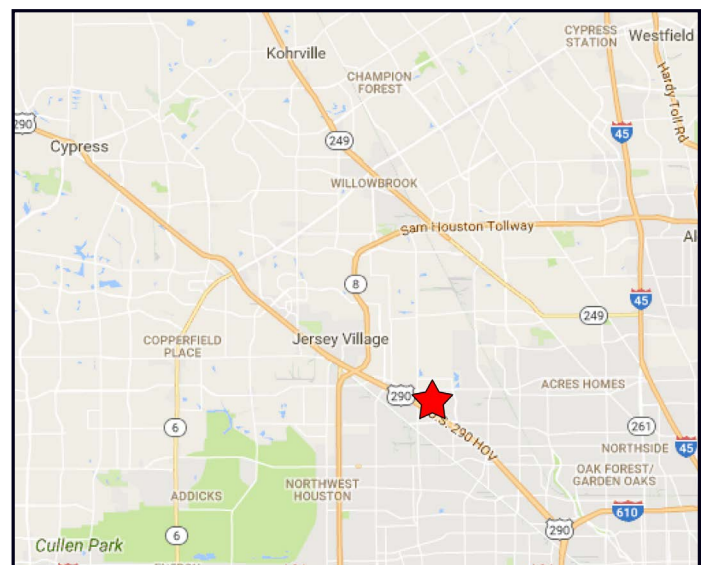 CYPRESS
STATION
Westfield
Kohrville
CHAMPION
FOREST
Hardy Toll Rd
290
Cypress
249
45
WILLOWBROOK
Sam Houston Tollway
8
45
249
Jersey Village
COPPERFIELD
PLACE
290
U.S. 290 HOV
ACRES HOMES
6
261
NORTHSIDE
45
OAK FOREST/
GARDEN OAKS
NORTHWEST
HOUSTON
ADDICKS
610
290
6
Cullen Park